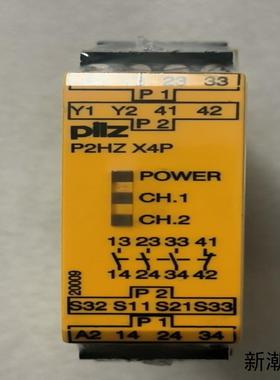 23 33
P 1
Y1 Y2 41 42
pilz P 2
P2HZ X4P
POWER
CH.1
CH.2
13 23 33 41
14 24 34 42
20009
P 2
S32 S11 S21 S33
P 1
A2 14 24 34
新潮